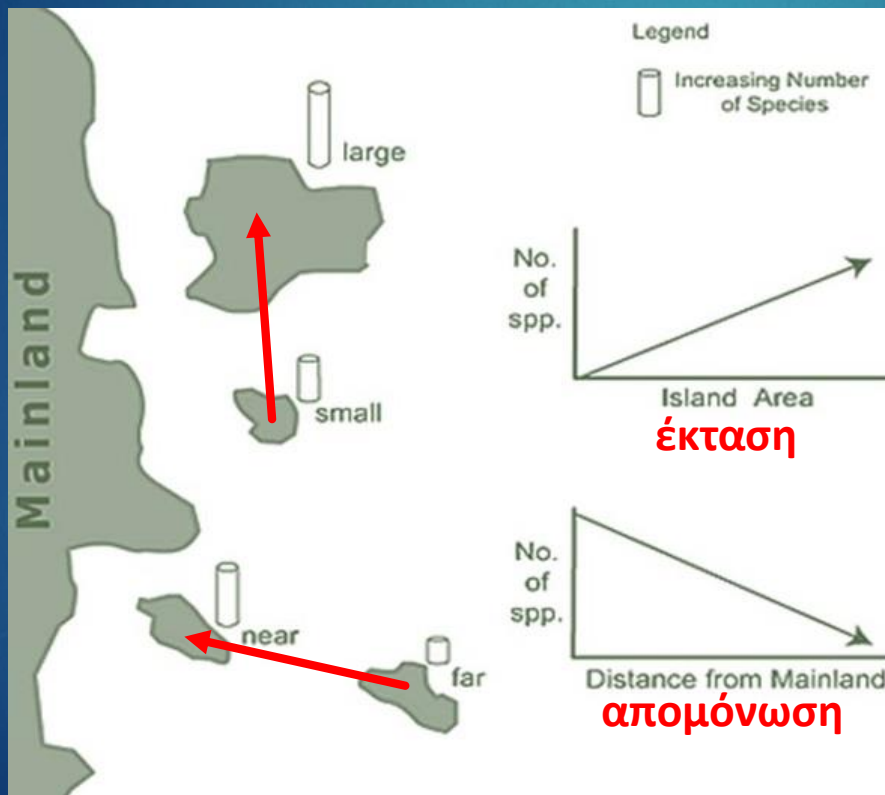 Legend
Increasing Number
of Species
large
small
near
far
Mainland
No.
of
spp.
Island Area
έκταση
No.
of
spp.
Distance from Mainland
απομόνωση